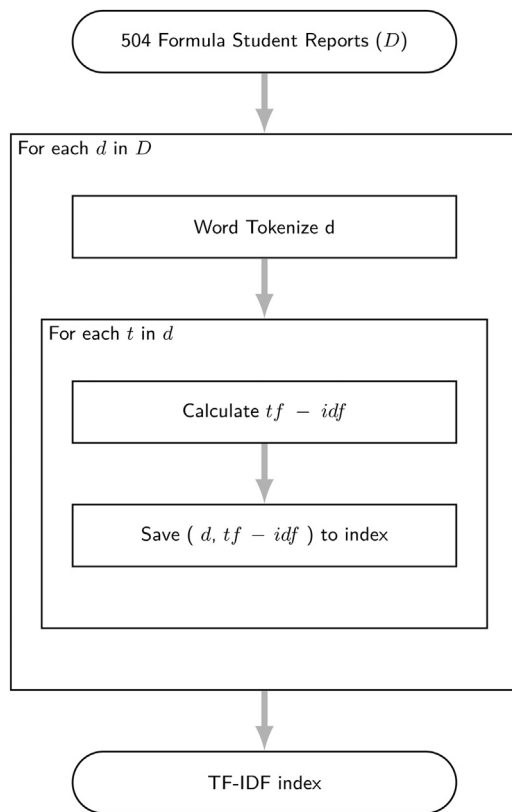 504 Formula Student Reports (D)
For each d in D
Word Tokenize d
For each t in d
Calculate tf − idf
Save ( d, tf − idf ) to index
TF-IDF index